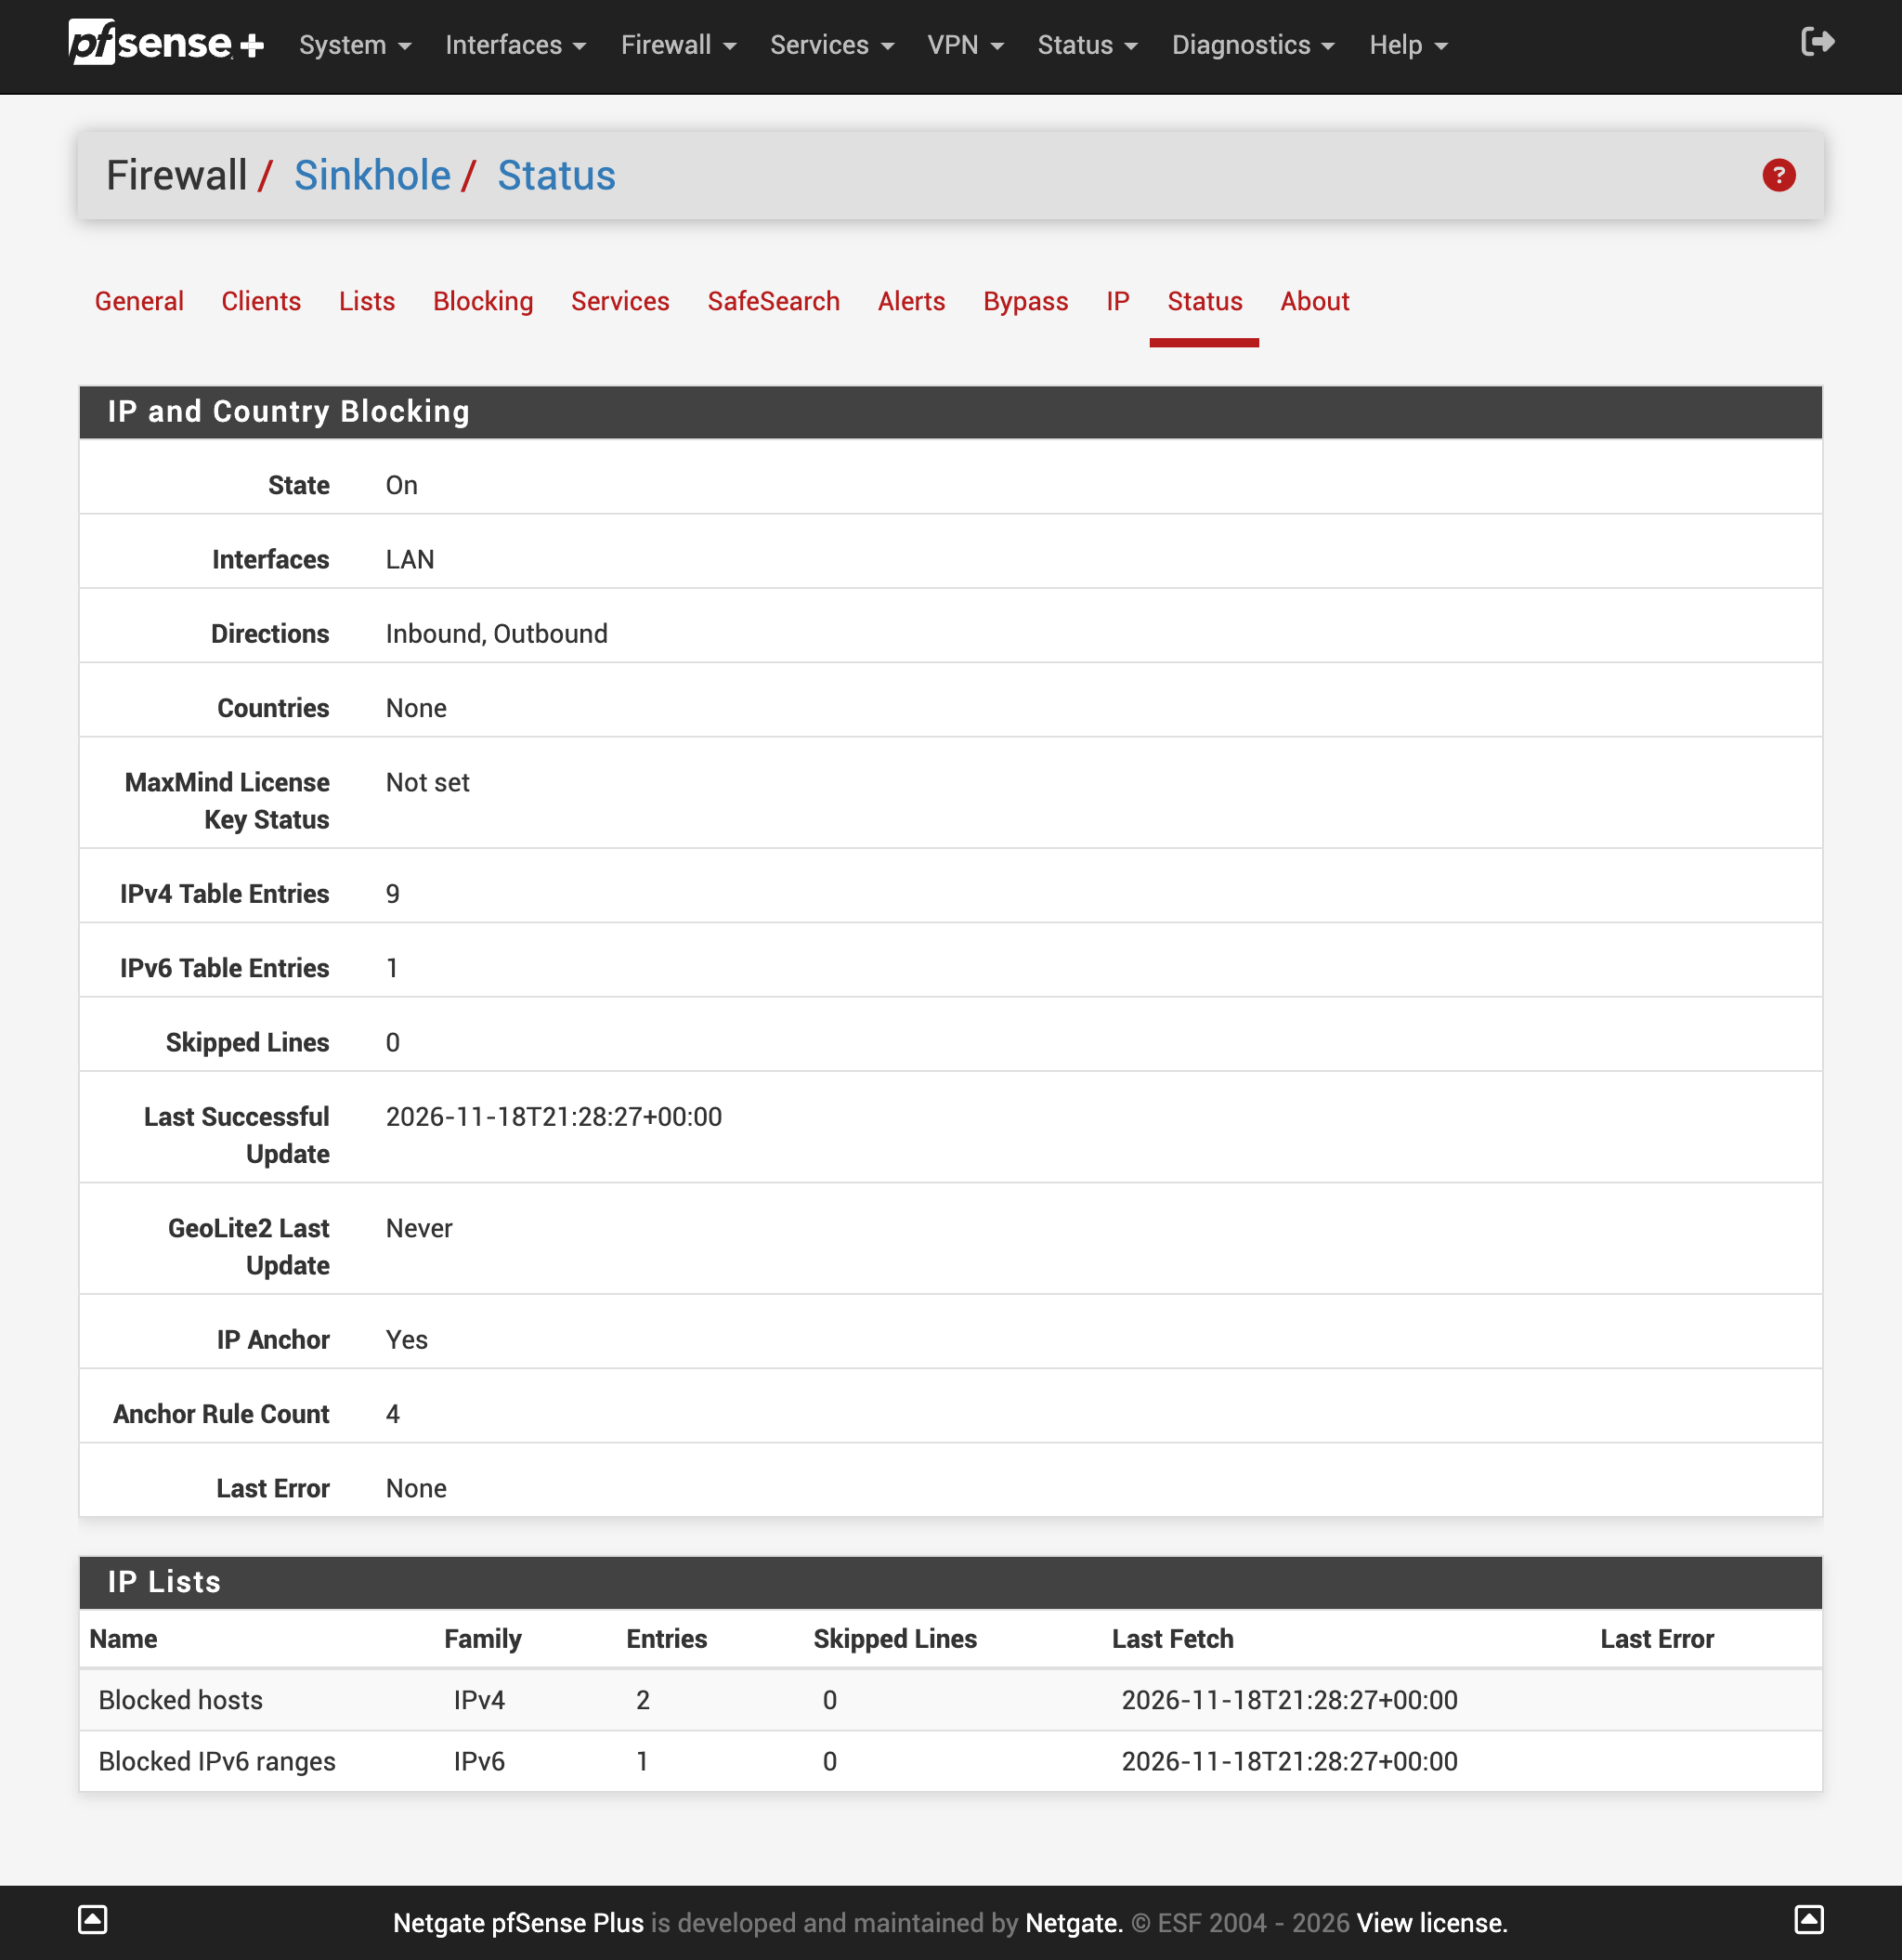 pfsense+ System Interfaces Firewall Services VPN Status Diagnostics Help
Firewall / Sinkhole / Status
?
General Clients Lists Blocking Services SafeSearch Alerts Bypass IP Status About
IP and Country Blocking
State On
Interfaces LAN
Directions Inbound, Outbound
Countries None
MaxMind License Not set
Key Status
IPv4 Table Entries 9
IPv6 Table Entries 1
Skipped Lines 0
Last Successful 2026-11-18T21:28:27+00:00
Update
GeoLite2 Last Never
Update
IP Anchor Yes
Anchor Rule Count 4
Last Error None
IP Lists
Name Family Entries Skipped Lines Last Fetch Last Error
Blocked hosts IPv4 2 0 2026-11-18T21:28:27+00:00
Blocked IPv6 ranges IPv6 1 0 2026-11-18T21:28:27+00:00
Netgate pfSense Plus is developed and maintained by Netgate. © ESF 2004 - 2026 View license.